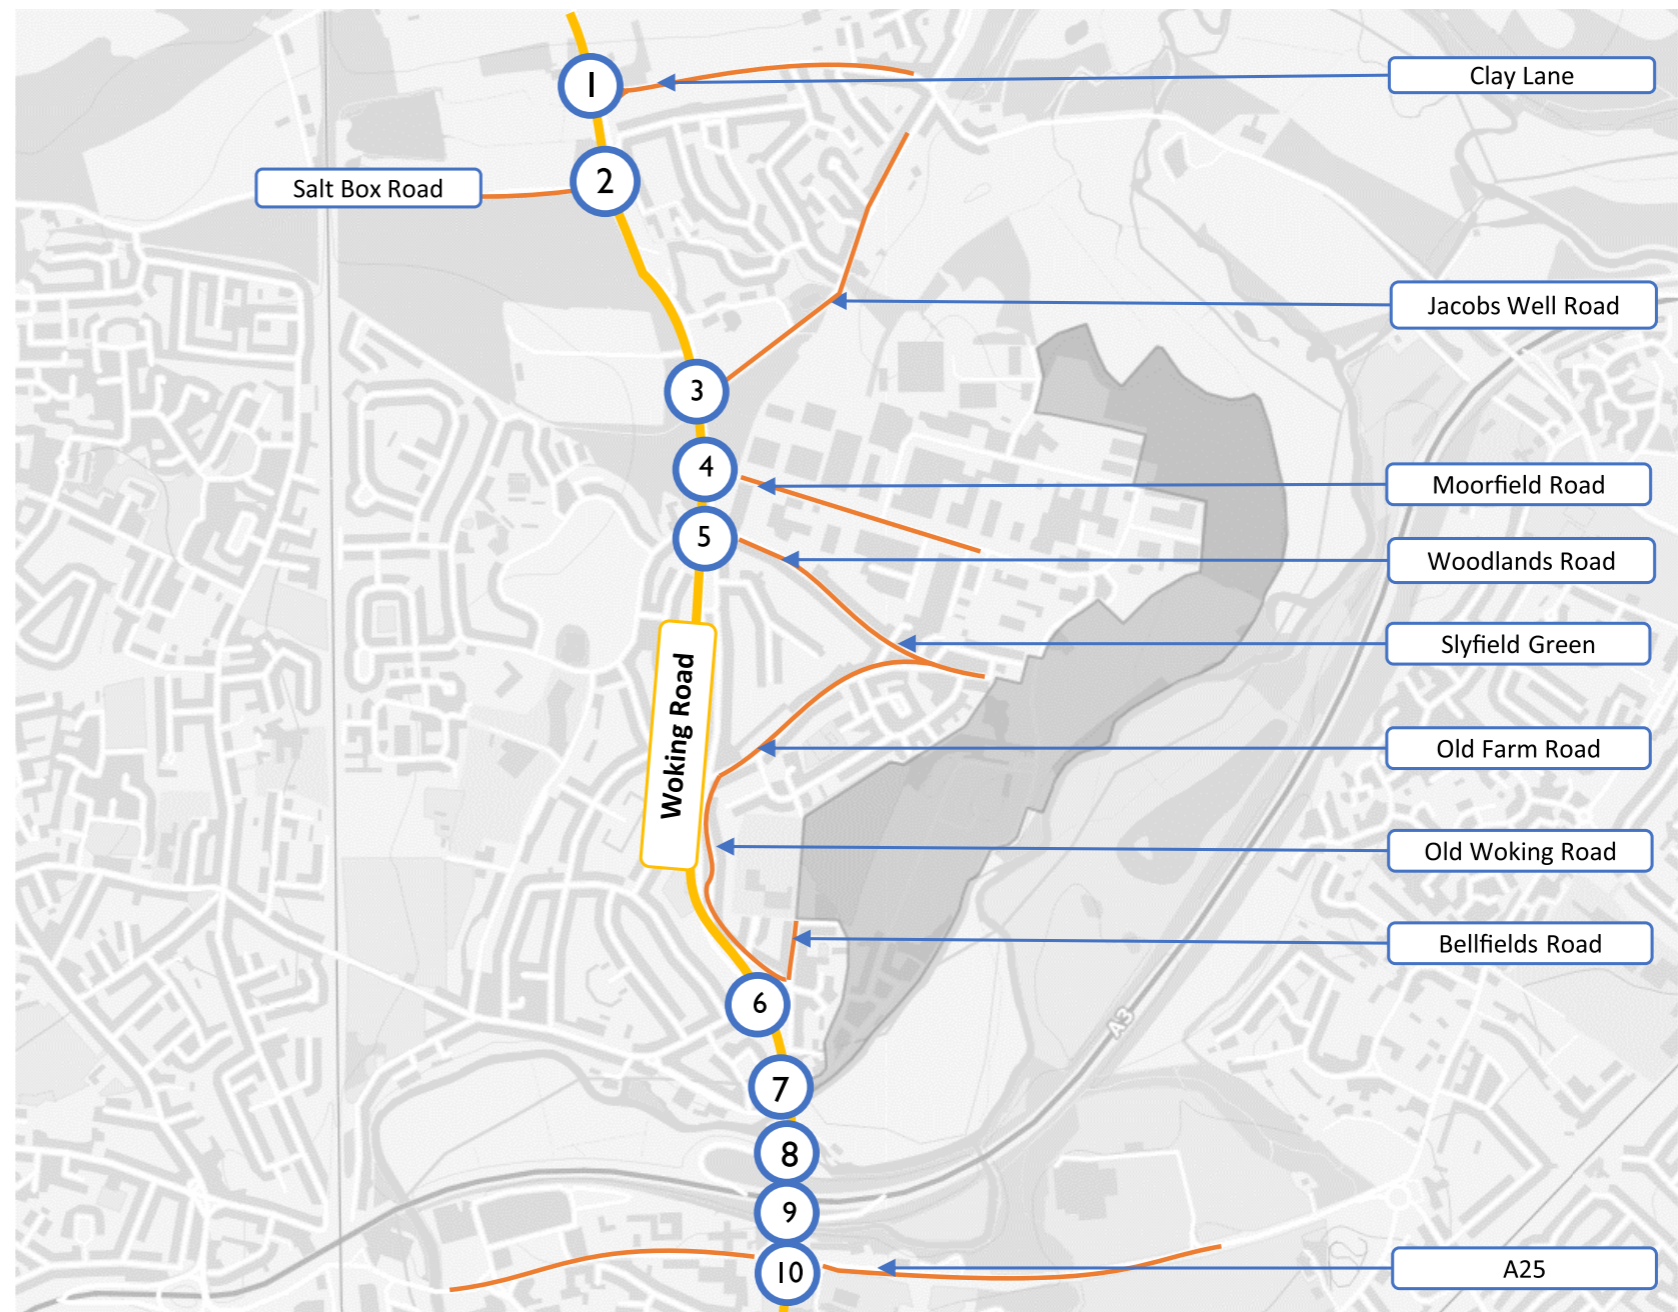 1
Clay Lane
2
Salt Box Road
Jacobs Well Road
3
4
Moorfield Road
5
Woodlands Road
Slyfield Green
Woking Road
Old Farm Road
Old Woking Road
Bellfields Road
6
A3
7
8
9
10
A25